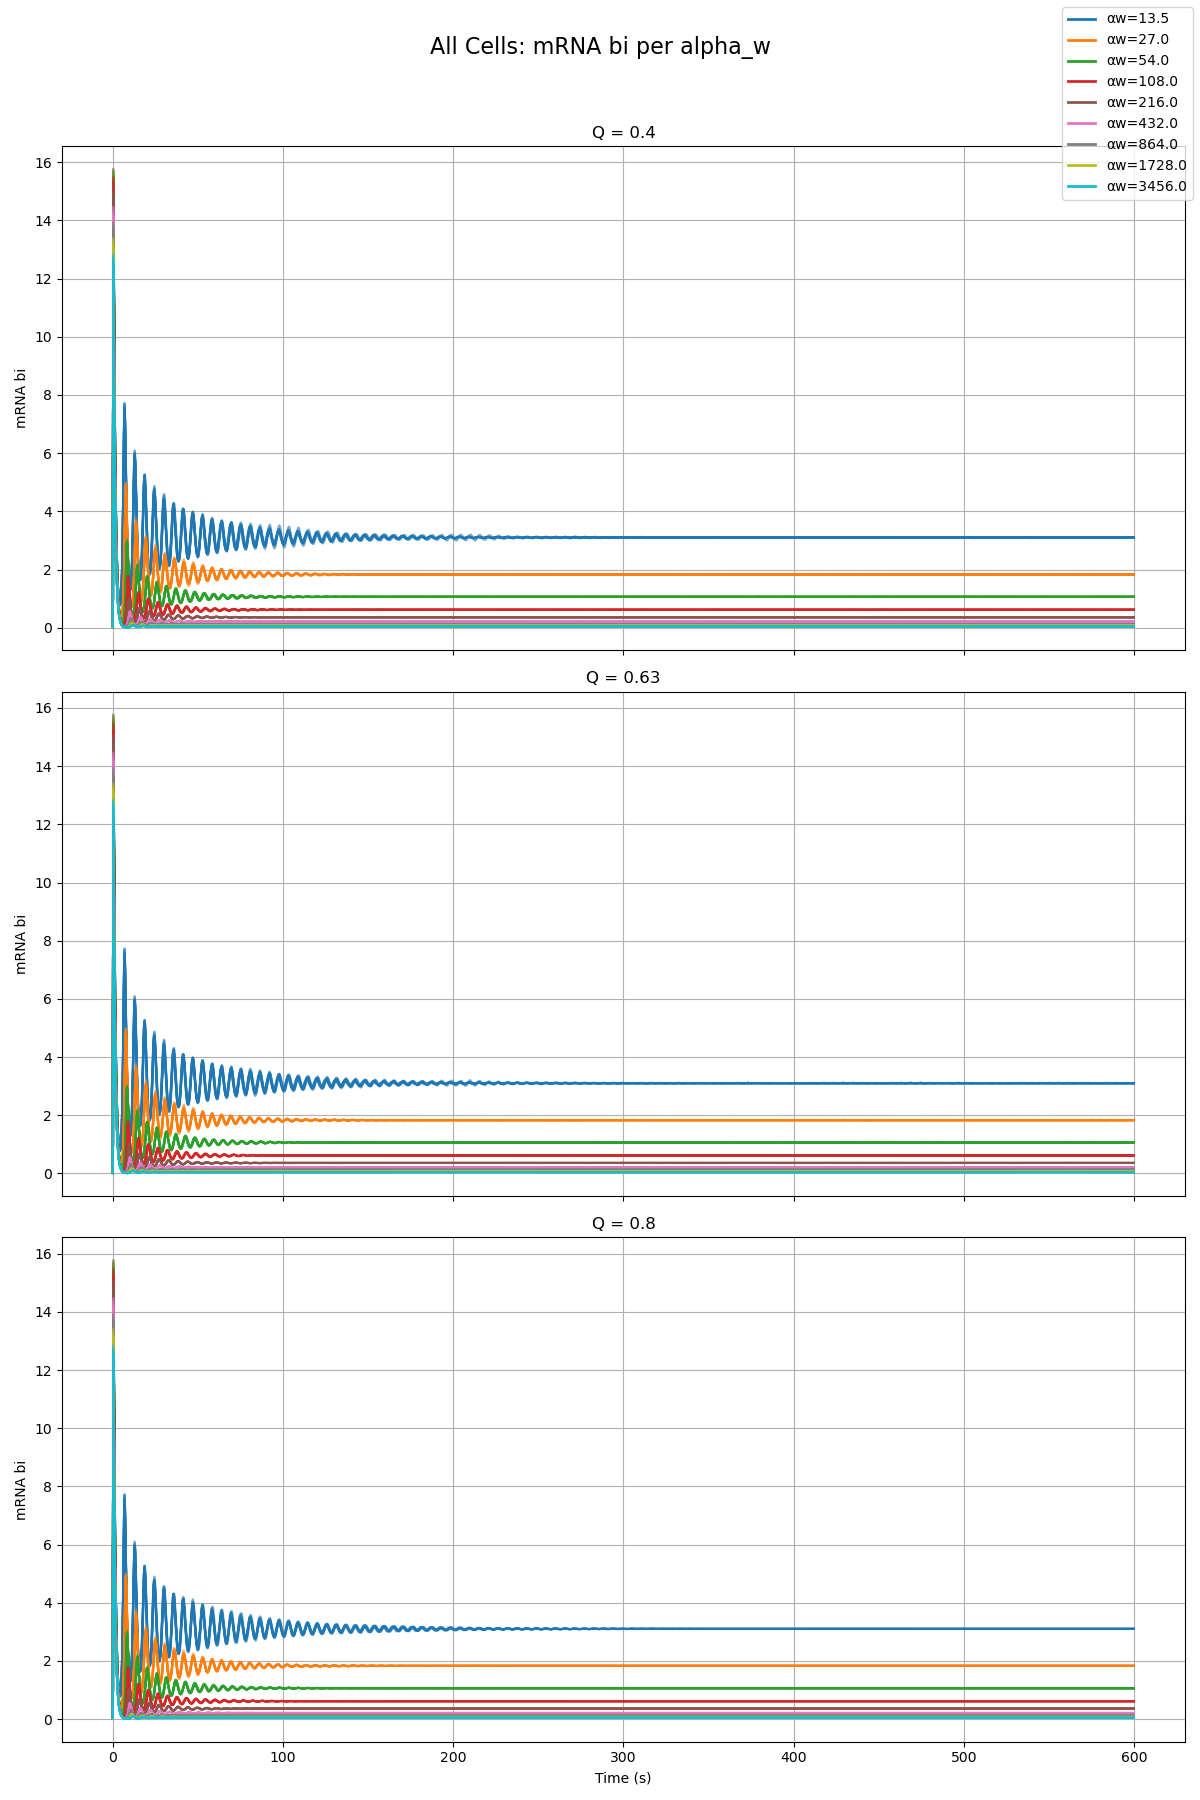 All Cells: mRNA bi per alpha_w
αw=13.5
αw=27.0
αw=54.0
αw=108.0
αw=216.0
αw=432.0
αw=864.0
αw=1728.0
αw=3456.0
Q = 0.4
16
14
12
10
8
6
4
2
0
mRNA bi
Q = 0.63
16
14
12
10
8
6
4
2
0
mRNA bi
Q = 0.8
16
14
12
10
8
6
4
2
0
mRNA bi
0 100 200 300 400 500 600
Time (s)